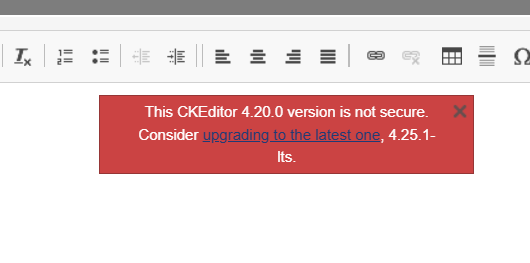 This CKEditor 4.20.0 version is not secure.
Consider upgrading to the latest one, 4.25.1-
lts.